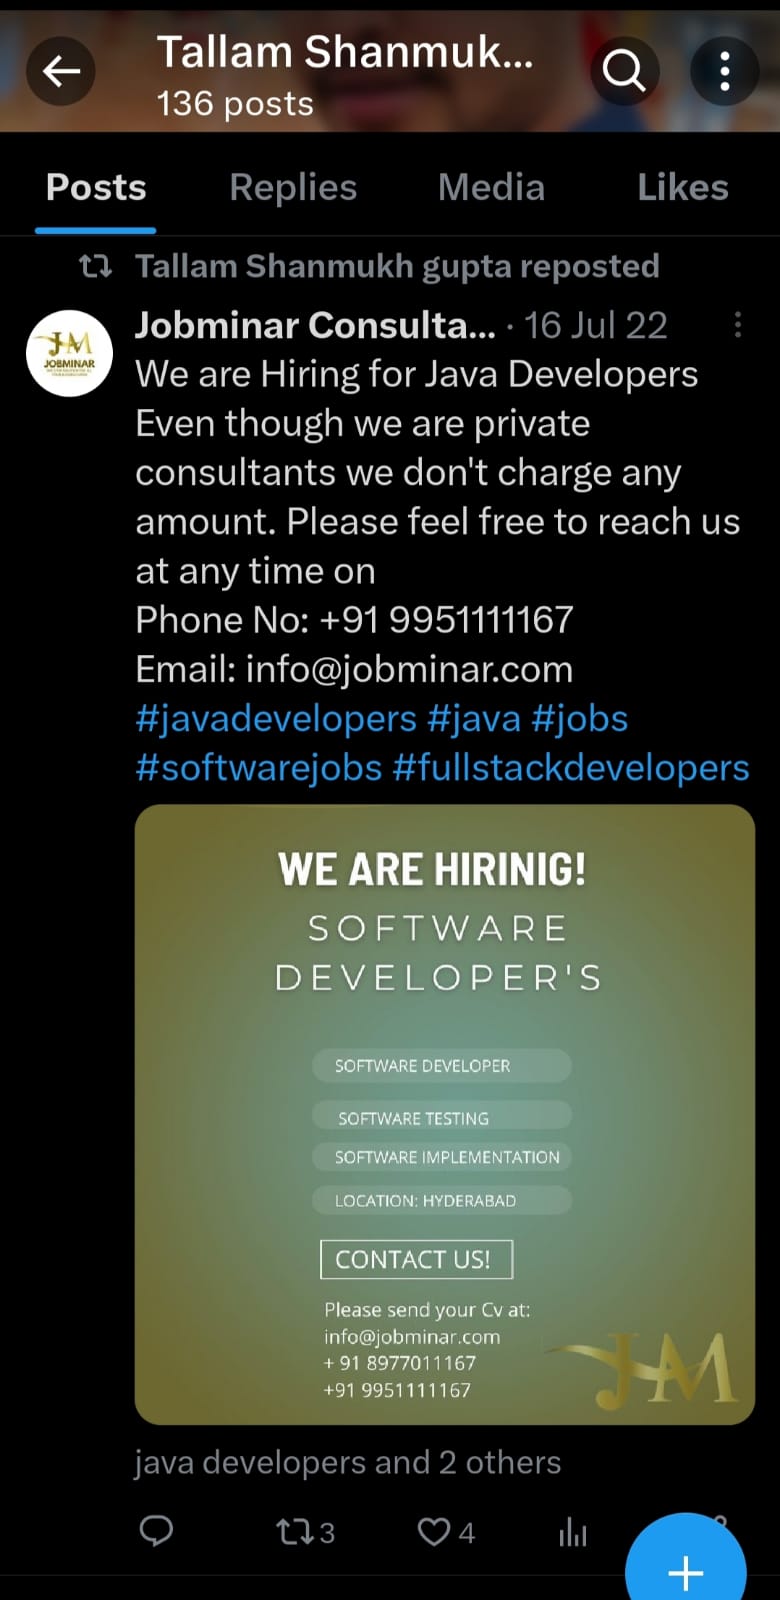 Tallam Shanmuk...
136 posts
Posts Replies Media Likes
Tallam Shanmukh gupta reposted
Jobminar Consulta... · 16 Jul 22
JM
JOBMINAR
We are Hiring for Java Developers
Even though we are private
consultants we don't charge any
amount. Please feel free to reach us
at any time on
Phone No: +91 9951111167
Email: info@jobminar.com
#javadevelopers #java #jobs
#softwarejobs #fullstackdevelopers
WE ARE HIRINIG!
SOFTWARE
DEVELOPER'S
SOFTWARE DEVELOPER
SOFTWARE TESTING
SOFTWARE IMPLEMENTATION
LOCATION: HYDERABAD
CONTACT US!
Please send your Cv at:
info@jobminar.com
+ 91 8977011167
+91 9951111167
JM
java developers and 2 others
3 4